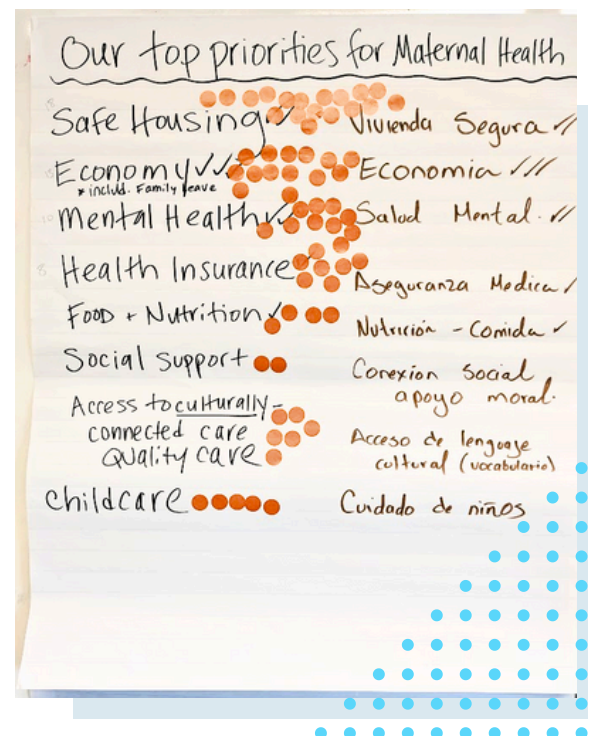 Our top priorities for Maternal Health
Safe Housing ✓ Vivienda Segura ✓/
Economy ✓✓ Economia ✓//
* includ. Family leave
Mental Health ✓ Salud Mental. ✓/
Health Insurance Aseguranza Medica ✓
Food + Nutrition ✓ Nutrición - Comida ✓
Social support Conexion Social
apoyo moral.
Access to culturally-
connected care Acceso de lenguaje
Quality care cultural (vocabulario)
childcare Cuidado de niños